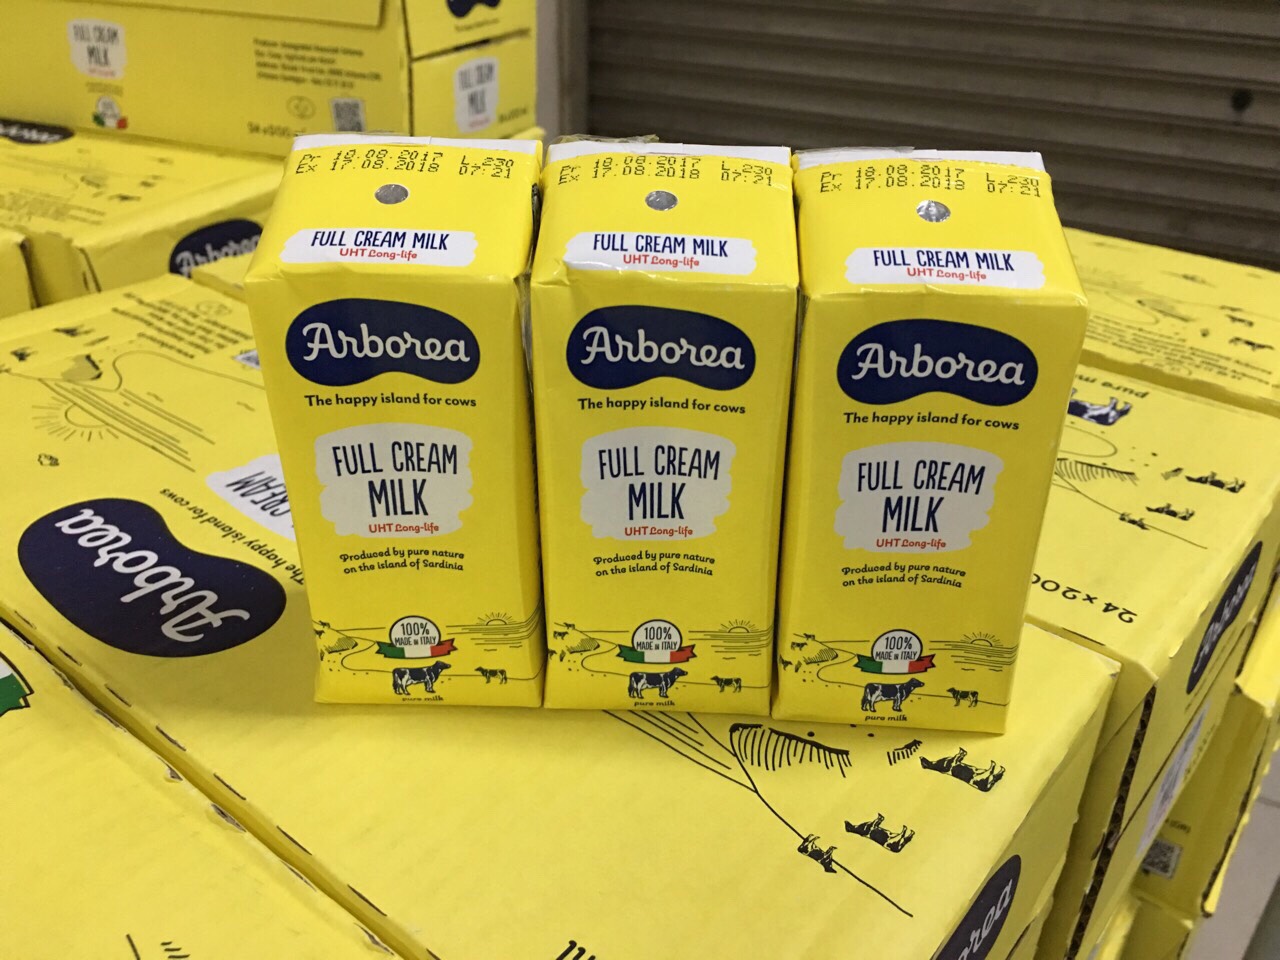 FULL CREAM
MILK
24 x 200
Arborea
Pr 18.08.2017 L.230
Ex 17.08.2018 07:21
FULL CREAM MILK
UHT Long-life
Arborea
The happy island for cows
FULL CREAM
MILK
UHT Long-life
Produced by pure nature
on the island of Sardinia
100%
MADE IN ITALY
pure milk
Pr 18.08.2017 L.230
Ex 17.08.2018 07:21
FULL CREAM MILK
UHT Long-life
Arborea
The happy island for cows
FULL CREAM
MILK
UHT Long-life
Produced by pure nature
on the island of Sardinia
100%
MADE IN ITALY
pure milk
Pr 18.08.2017 L.230
Ex 17.08.2018 07:21
FULL CREAM MILK
UHT Long-life
Arborea
The happy island for cows
FULL CREAM
MILK
UHT Long-life
Produced by pure nature
on the island of Sardinia
100%
MADE IN ITALY
pure milk
Arborea
The happy island for cows
CREAM